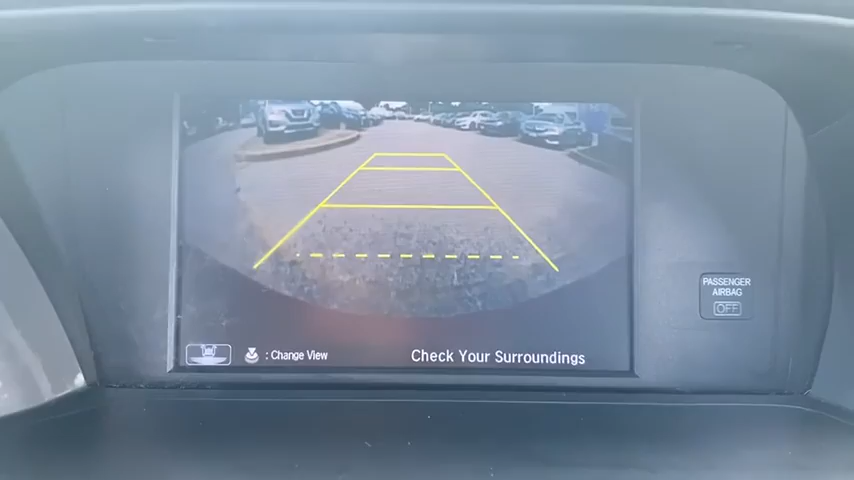 PASSENGER
AIRBAG
OFF
: Change View
Check Your Surroundings